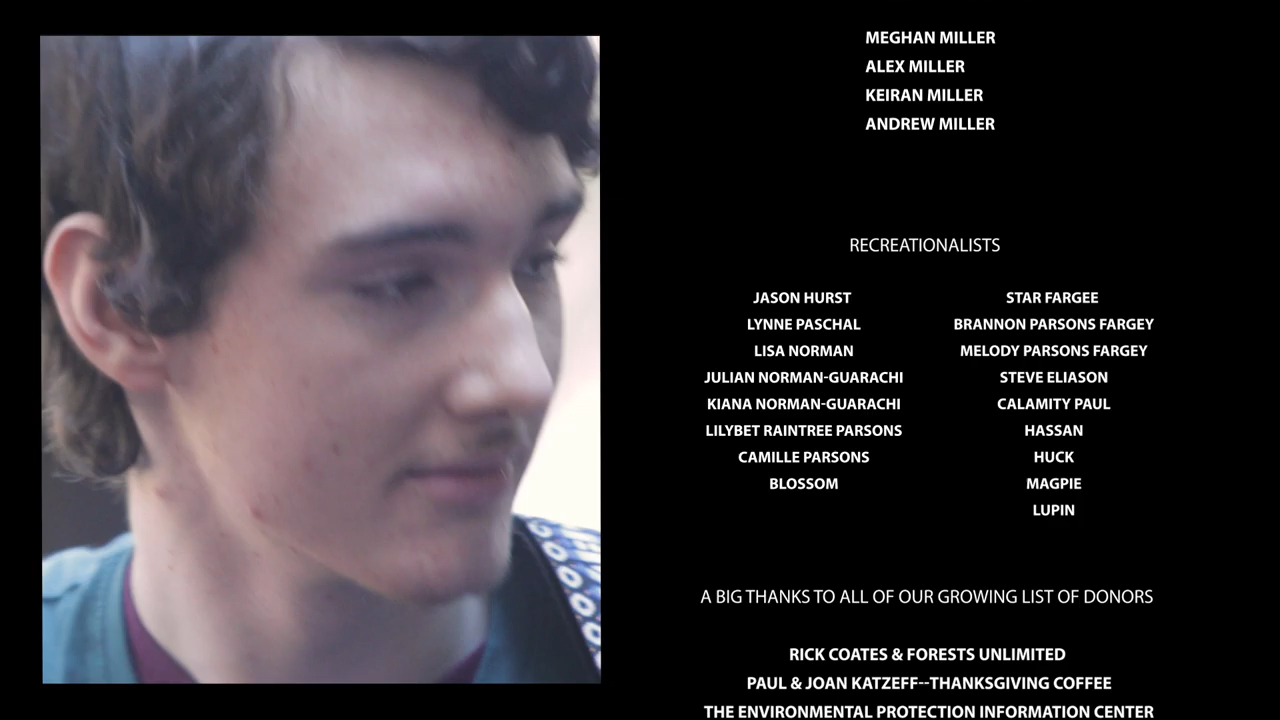 MEGHAN MILLER
ALEX MILLER
KEIRAN MILLER
ANDREW MILLER
RECREATIONALISTS
JASON HURST
LYNNE PASCHAL
LISA NORMAN
JULIAN NORMAN-GUARACHI
KIANA NORMAN-GUARACHI
LILYBET RAINTREE PARSONS
CAMILLE PARSONS
BLOSSOM
STAR FARGEE
BRANNON PARSONS FARGEY
MELODY PARSONS FARGEY
STEVE ELIASON
CALAMITY PAUL
HASSAN
HUCK
MAGPIE
LUPIN
A BIG THANKS TO ALL OF OUR GROWING LIST OF DONORS
RICK COATES & FORESTS UNLIMITED
PAUL & JOAN KATZEFF--THANKSGIVING COFFEE
THE ENVIRONMENTAL PROTECTION INFORMATION CENTER